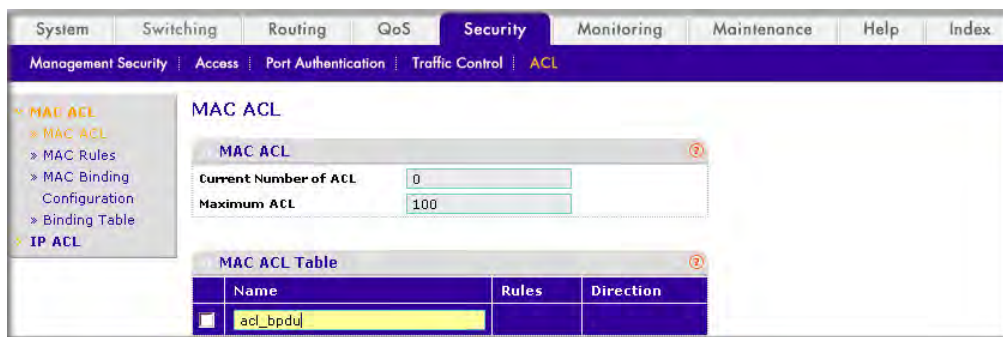 System Switching Routing QoS Security Monitoring Maintenance Help Index
Management Security Access Port Authentication Traffic Control ACL
» MAC ACL
» MAC ACL
» MAC Rules
» MAC Binding
Configuration
» Binding Table
» IP ACL
MAC ACL
MAC ACL ?
Current Number of ACL 0
Maximum ACL 100
MAC ACL Table ?
Name Rules Direction
acl_bpdu